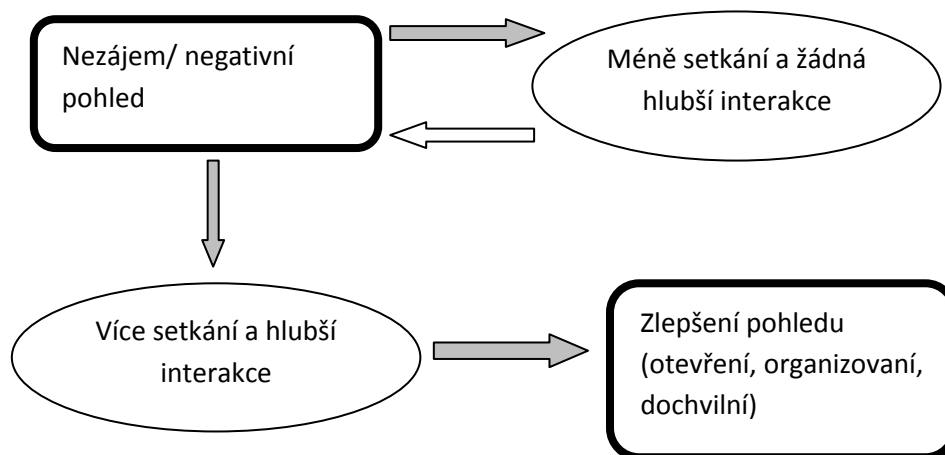 Nezájem/ negativní
pohled
Méně setkání a žádná
hlubší interakce
Více setkání a hlubší
interakce
Zlepšení pohledu
(otevření, organizovaní,
dochvilní)